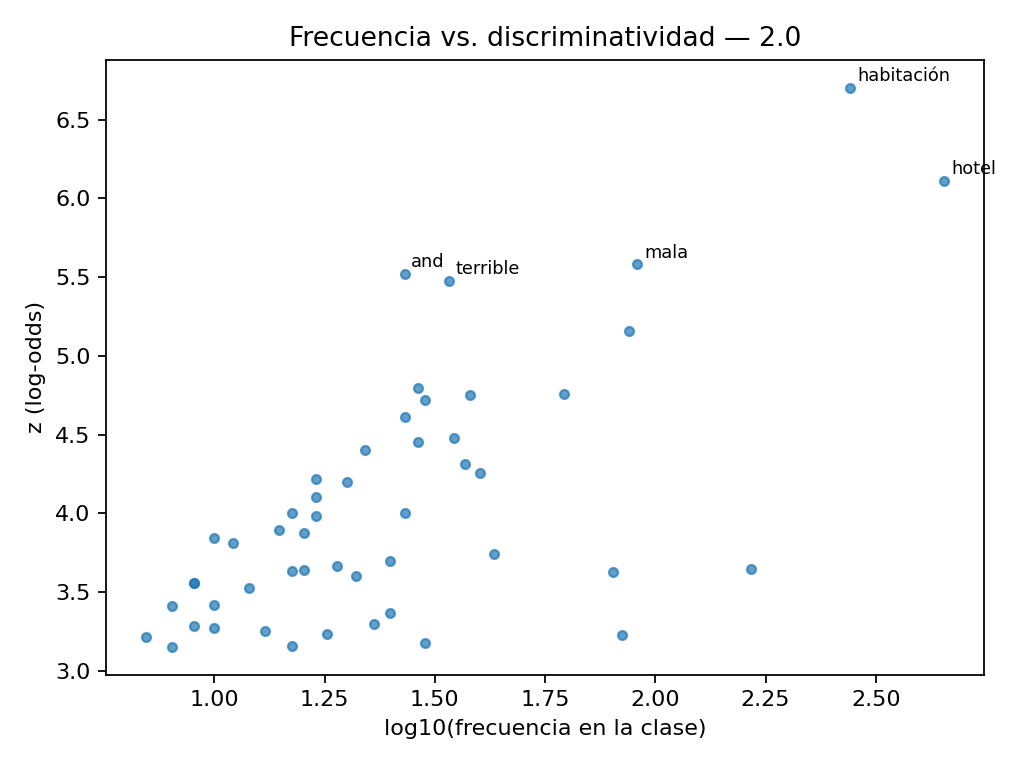 Frecuencia vs. discriminatividad — 2.0
habitación
6.5
hotel
6.0
mala
and
terrible
5.5
5.0
4.5
4.0
3.5
3.0
z (log-odds)
1.00 1.25 1.50 1.75 2.00 2.25 2.50
log10(frecuencia en la clase)